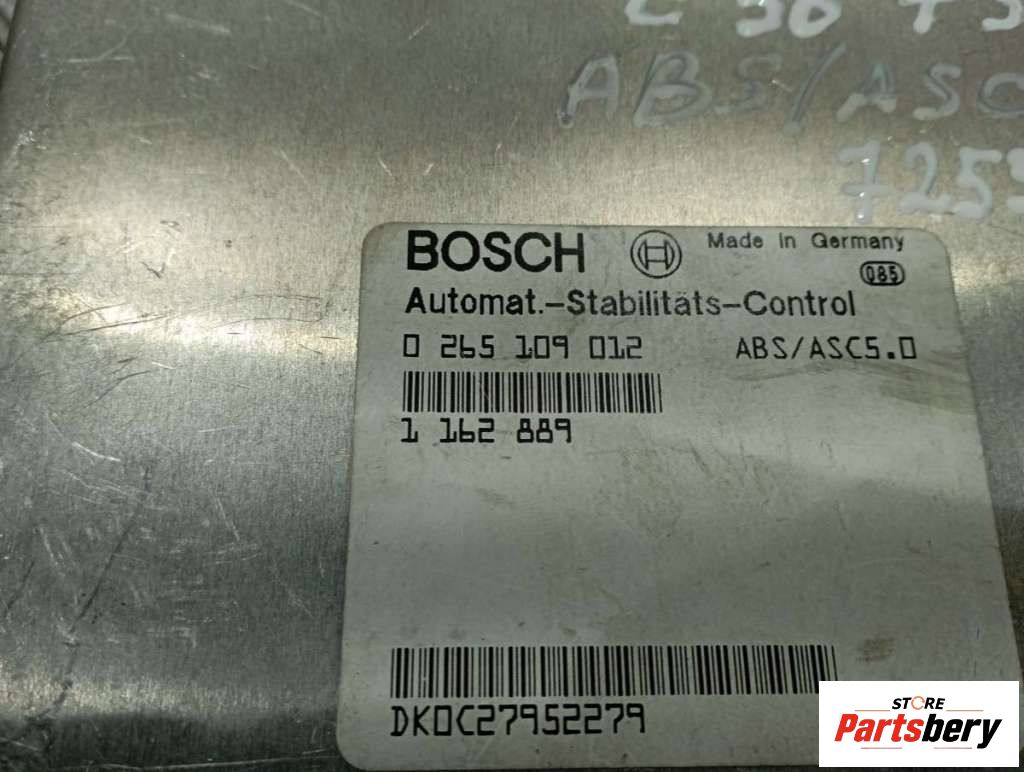 ABS/ASC
BOSCH Made in Germany
085
Automat.-Stabilitäts-Control
0 265 109 012 ABS/ASC5.0
1 162 889
DK0C27952279
STORE
Partsbery